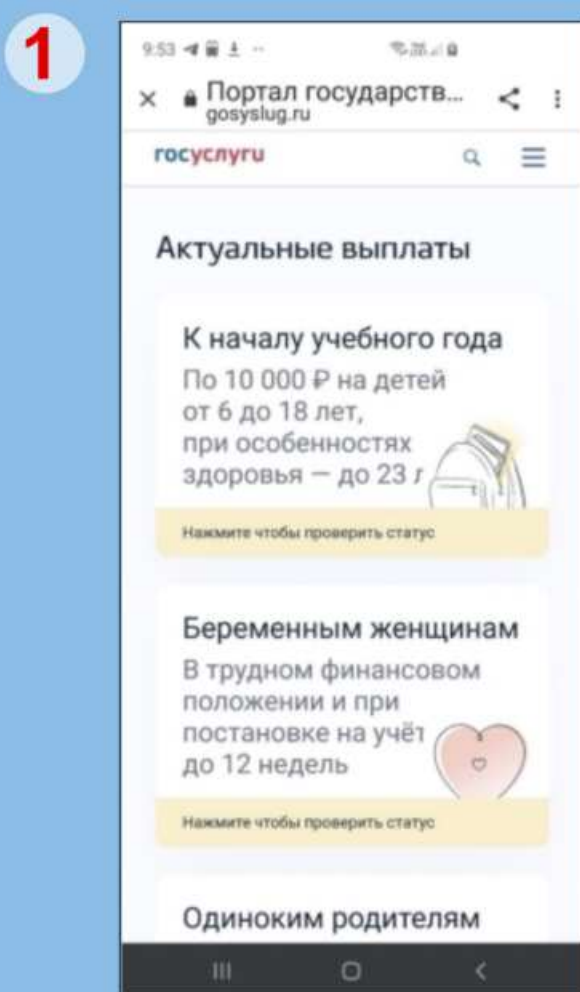 1
9:53
Портал государств...
gosyslug.ru
госуслуги
Актуальные выплаты
К началу учебного года
По 10 000 ₽ на детей
от 6 до 18 лет,
при особенностях
здоровья — до 23 л
Нажмите чтобы проверить статус
Беременным женщинам
В трудном финансовом
положении и при
постановке на учёт
до 12 недель
Нажмите чтобы проверить статус
Одиноким родителям